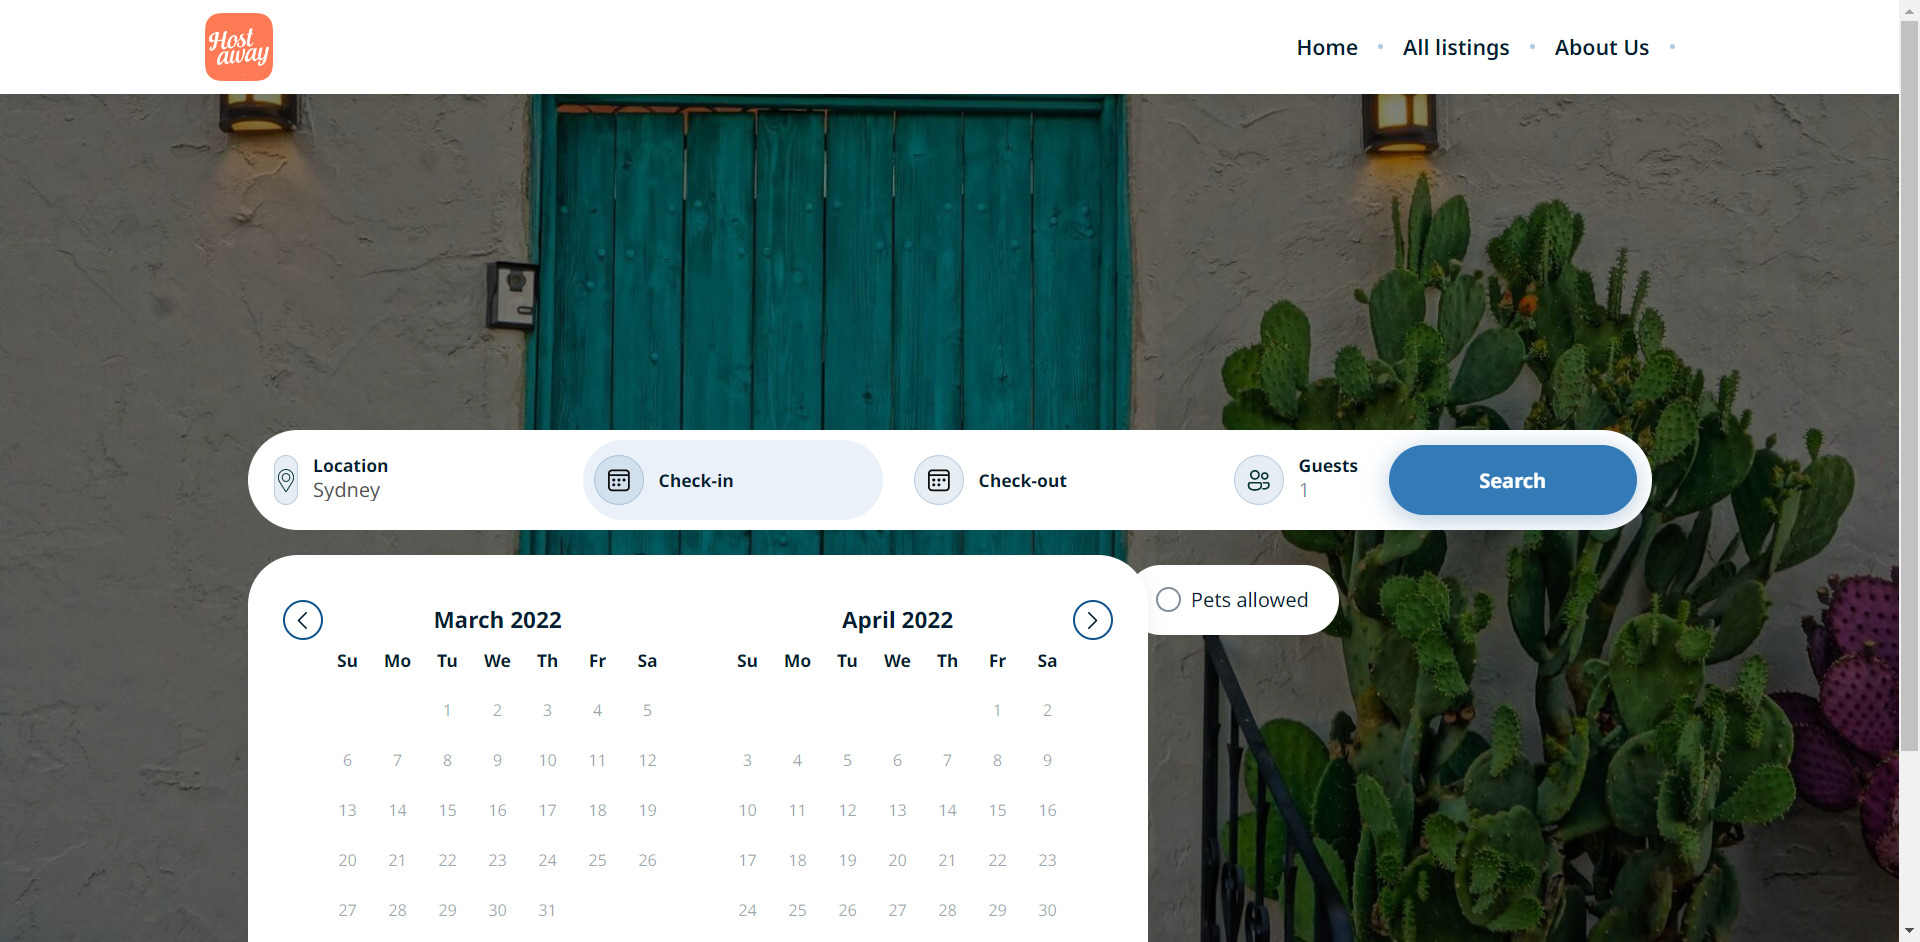 Host
away
Home
All listings
About Us
Location
Sydney
Check-in
Check-out
Guests
1
Search
Pets allowed
March 2022
Su Mo Tu We Th Fr Sa
1 2 3 4 5
6 7 8 9 10 11 12
13 14 15 16 17 18 19
20 21 22 23 24 25 26
27 28 29 30 31
April 2022
Su Mo Tu We Th Fr Sa
1 2
3 4 5 6 7 8 9
10 11 12 13 14 15 16
17 18 19 20 21 22 23
24 25 26 27 28 29 30